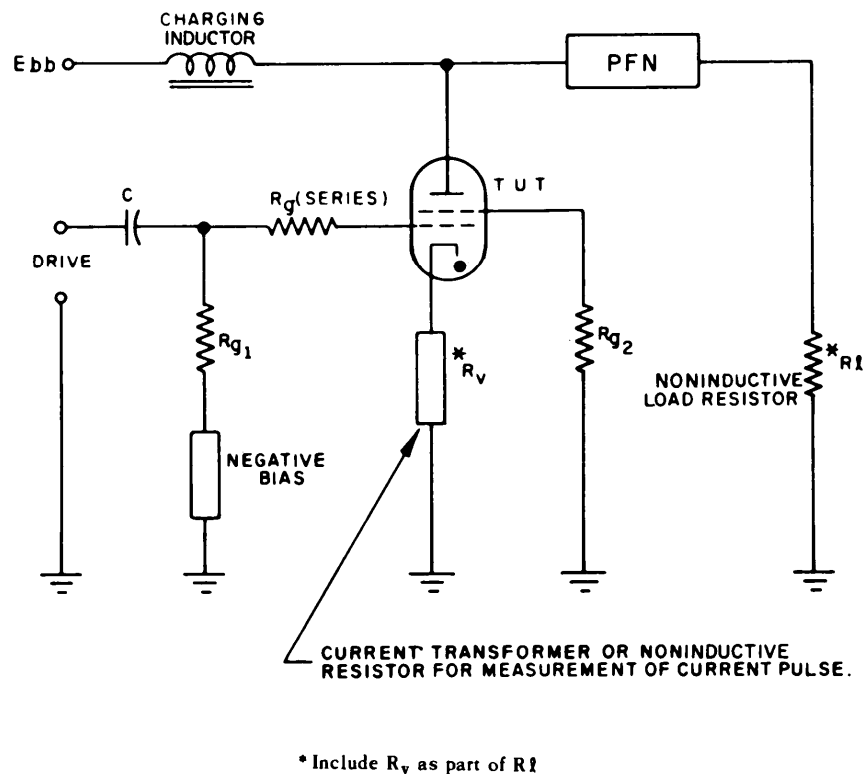 CHARGING
INDUCTOR
Ebb
PFN
TUT
C
Rg(SERIES)
DRIVE
Rg1
*Rv
Rg2
NONINDUCTIVE
LOAD RESISTOR
*Rℓ
NEGATIVE
BIAS
CURRENT TRANSFORMER OR NONINDUCTIVE
RESISTOR FOR MEASUREMENT OF CURRENT PULSE.
*Include Rv as part of Rℓ